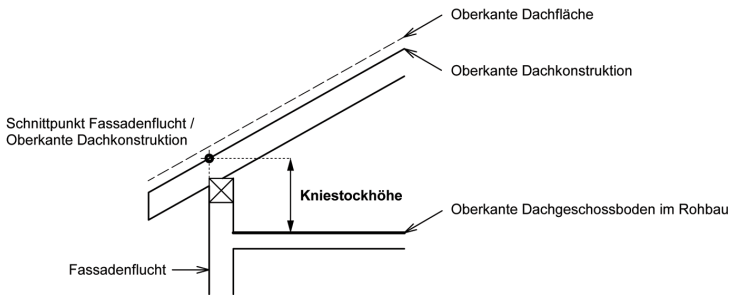 Oberkante Dachfläche
Oberkante Dachkonstruktion
Schnittpunkt Fassadenflucht /
Oberkante Dachkonstruktion
Kniestockhöhe
Oberkante Dachgeschossboden im Rohbau
Fassadenflucht